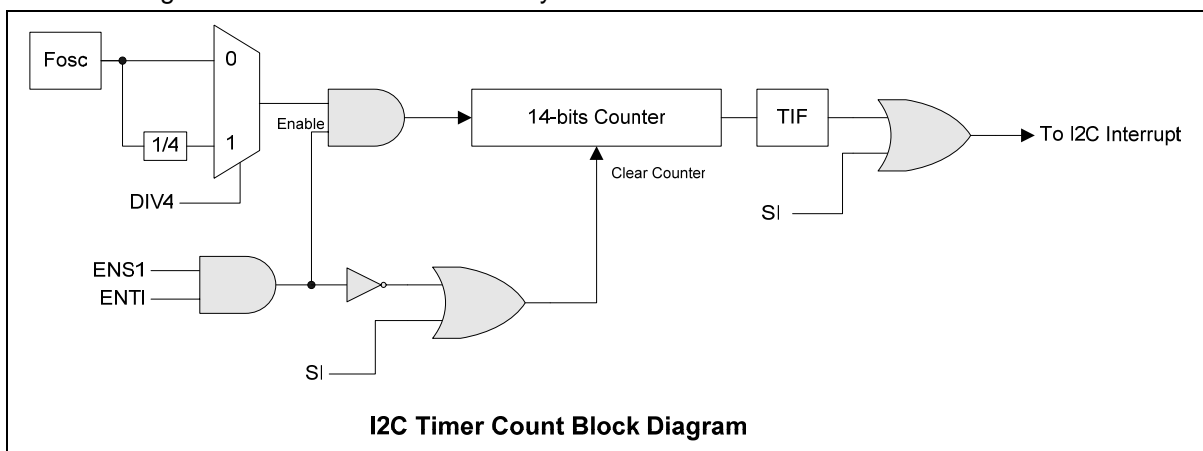 Fosc
0
1/4
1
DIV4
Enable
14-bits Counter
TIF
To I2C Interrupt
Clear Counter
SI
ENS1
ENTI
SI
I2C Timer Count Block Diagram